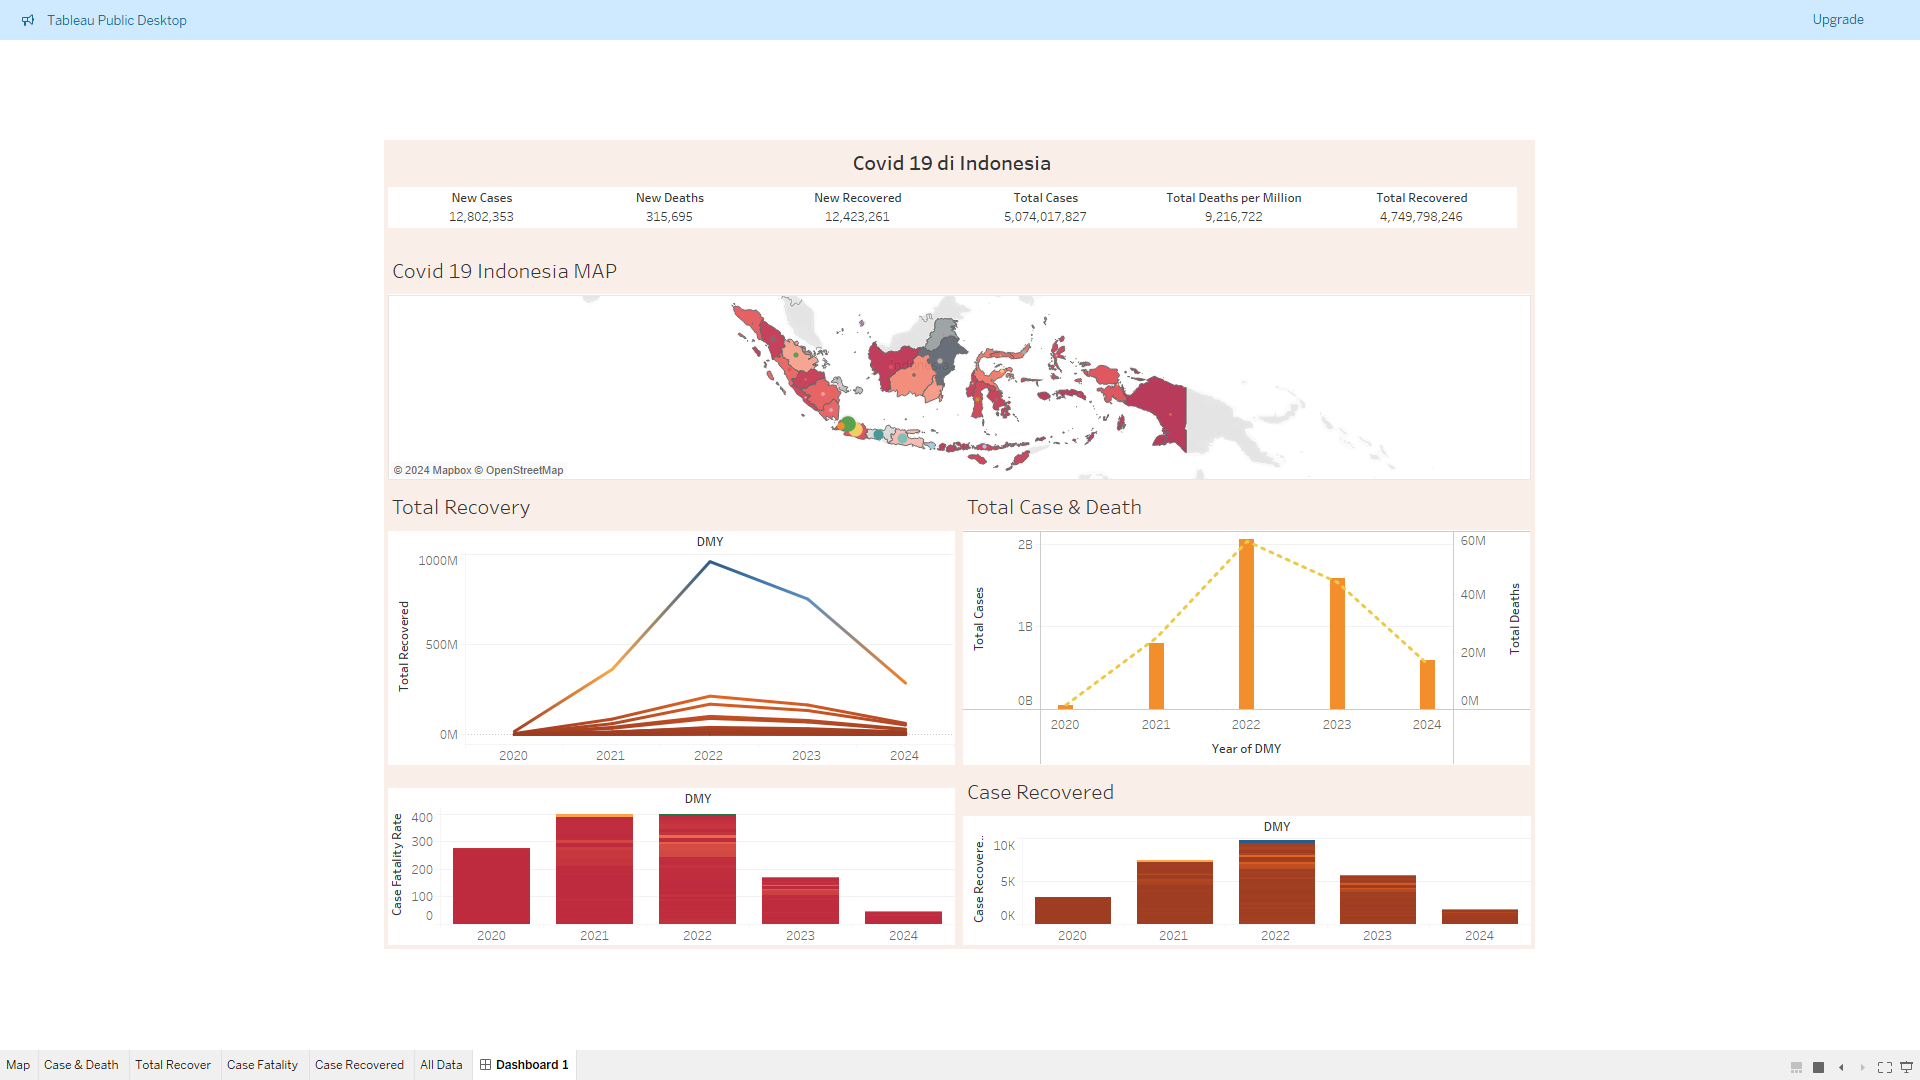 Tableau Public Desktop
Upgrade
Covid 19 di Indonesia
New Cases New Deaths New Recovered Total Cases Total Deaths per Million Total Recovered
12,802,353 315,695 12,423,261 5,074,017,827 9,216,722 4,749,798,246
Covid 19 Indonesia MAP
© 2024 Mapbox © OpenStreetMap
Total Recovery
DMY
Total Recovered
1000M
500M
0M
2020 2021 2022 2023 2024
Total Case & Death
Total Cases
2B
1B
0B
60M
40M
20M
0M
Total Deaths
2020 2021 2022 2023 2024
Year of DMY
DMY
Case Fatality Rate
400
300
200
100
0
2020 2021 2022 2023 2024
Case Recovered
DMY
Case Recovere..
10K
5K
0K
2020 2021 2022 2023 2024
Map Case & Death Total Recover Case Fatality Case Recovered All Data Dashboard 1